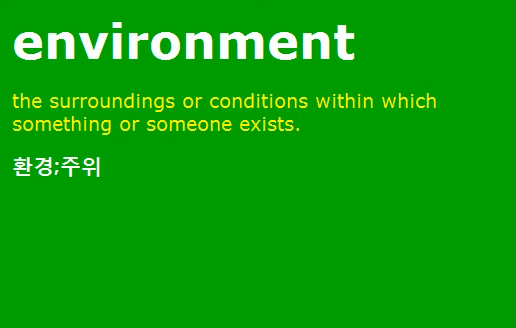 environment
the surroundings or conditions within which
something or someone exists.
환경;주위